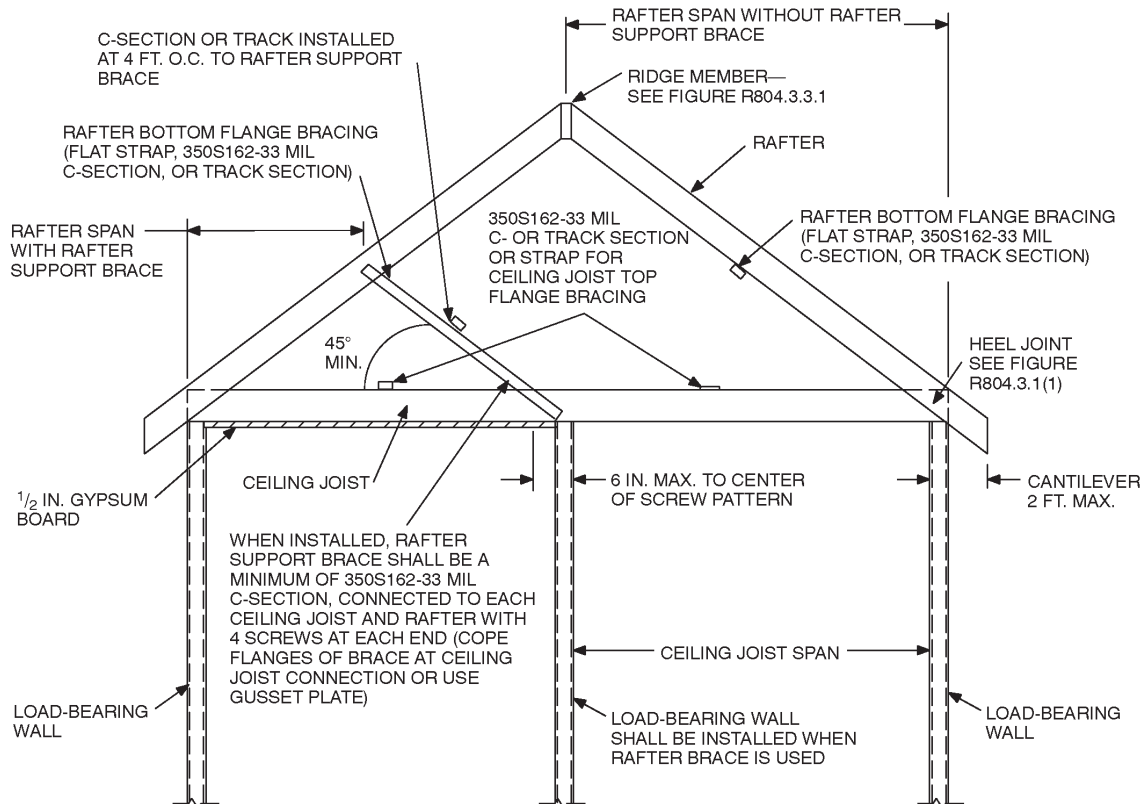 RAFTER SPAN WITHOUT RAFTER
SUPPORT BRACE
C-SECTION OR TRACK INSTALLED
AT 4 FT. O.C. TO RAFTER SUPPORT
BRACE
RIDGE MEMBER—
SEE FIGURE R804.3.3.1
RAFTER BOTTOM FLANGE BRACING
(FLAT STRAP, 350S162-33 MIL
C-SECTION, OR TRACK SECTION)
RAFTER
350S162-33 MIL
C- OR TRACK SECTION
OR STRAP FOR
CEILING JOIST TOP
FLANGE BRACING
RAFTER BOTTOM FLANGE BRACING
(FLAT STRAP, 350S162-33 MIL
C-SECTION, OR TRACK SECTION)
RAFTER SPAN
WITH RAFTER
SUPPORT BRACE
45°
MIN.
HEEL JOINT
SEE FIGURE
R804.3.1(1)
CEILING JOIST
6 IN. MAX. TO CENTER
OF SCREW PATTERN
CANTILEVER
2 FT. MAX.
1/2 IN. GYPSUM
BOARD
WHEN INSTALLED, RAFTER
SUPPORT BRACE SHALL BE A
MINIMUM OF 350S162-33 MIL
C-SECTION, CONNECTED TO EACH
CEILING JOIST AND RAFTER WITH
4 SCREWS AT EACH END (COPE
FLANGES OF BRACE AT CEILING
JOIST CONNECTION OR USE
GUSSET PLATE)
CEILING JOIST SPAN
LOAD-BEARING
WALL
LOAD-BEARING WALL
SHALL BE INSTALLED WHEN
RAFTER BRACE IS USED
LOAD-BEARING
WALL